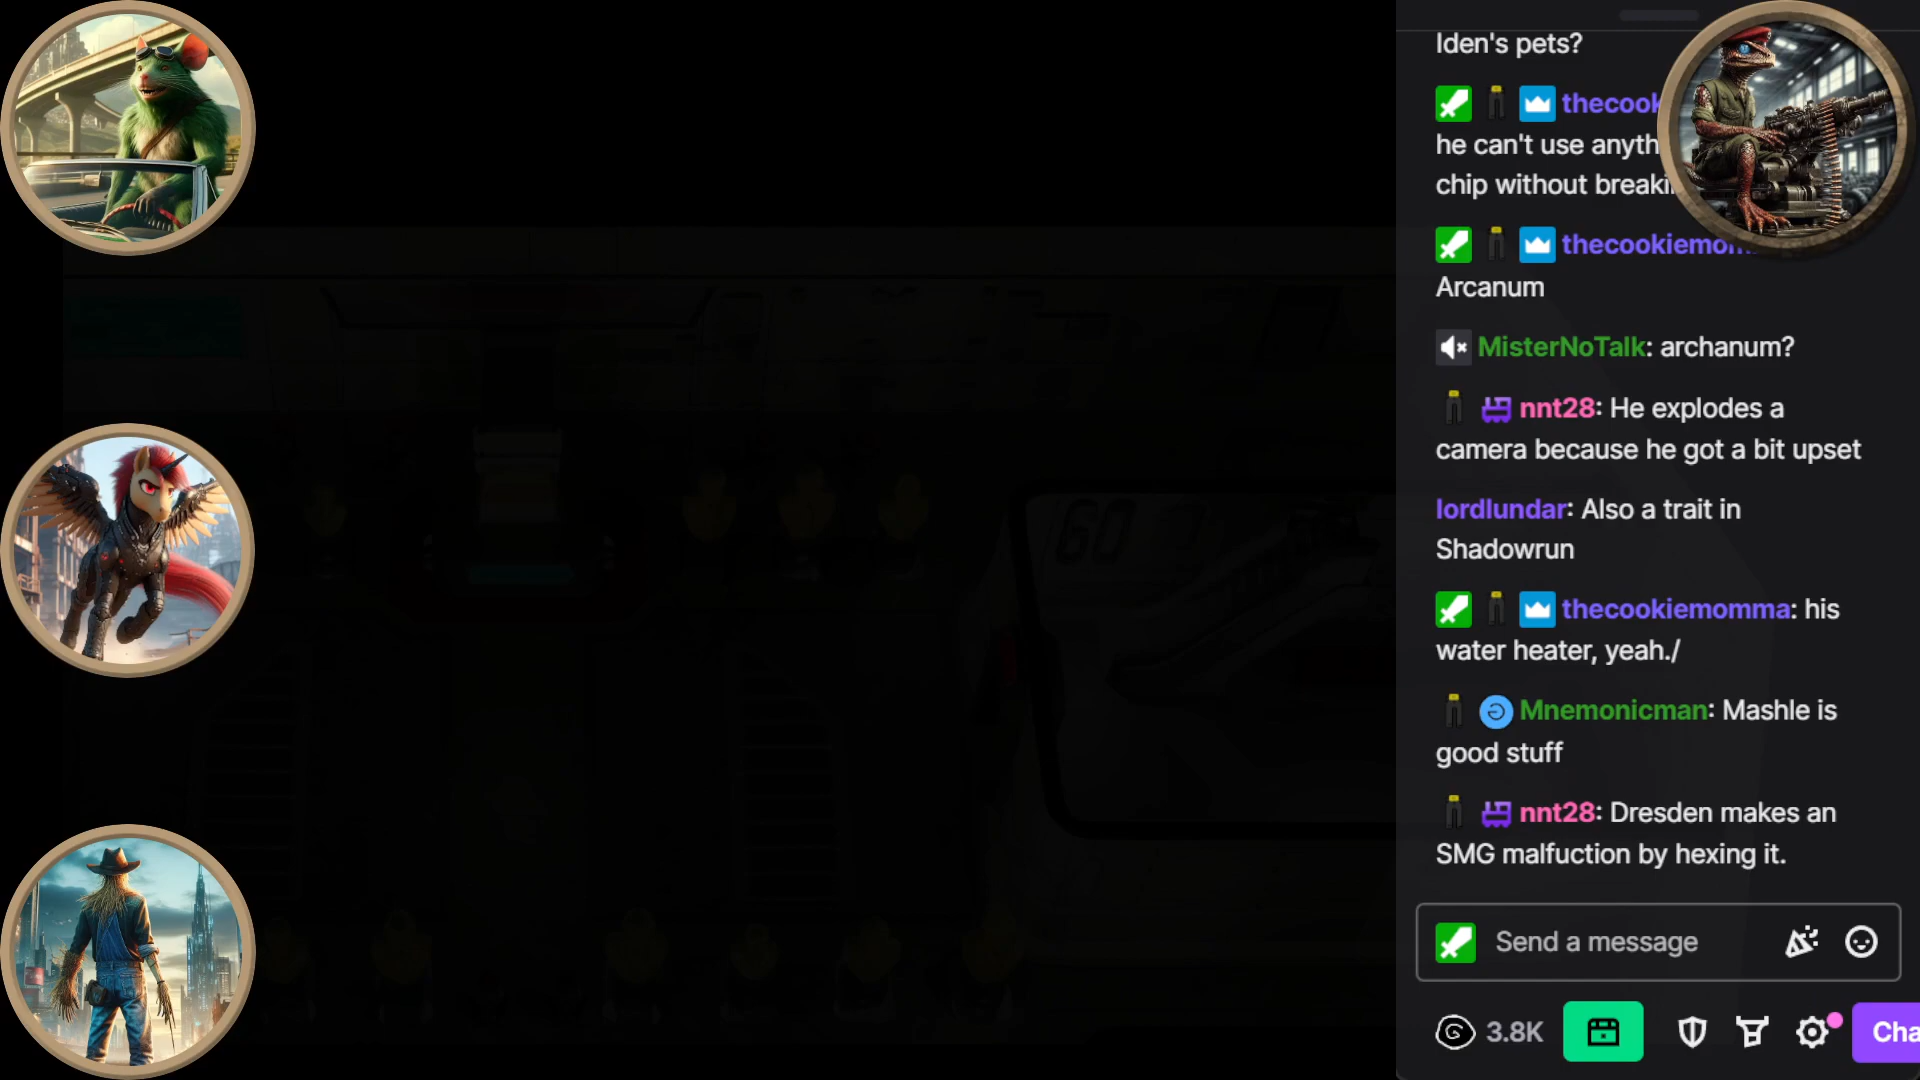 Iden's pets?
thecook
he can't use anyth
chip without breaki
thecookiemom
Arcanum
MisterNoTalk: archanum?
nnt28: He explodes a
camera because he got a bit upset
lordlundar: Also a trait in
Shadowrun
thecookiemomma: his
water heater, yeah./
Mnemonicman: Mashle is
good stuff
nnt28: Dresden makes an
SMG malfuction by hexing it.
Send a message
3.8K
Cha
60